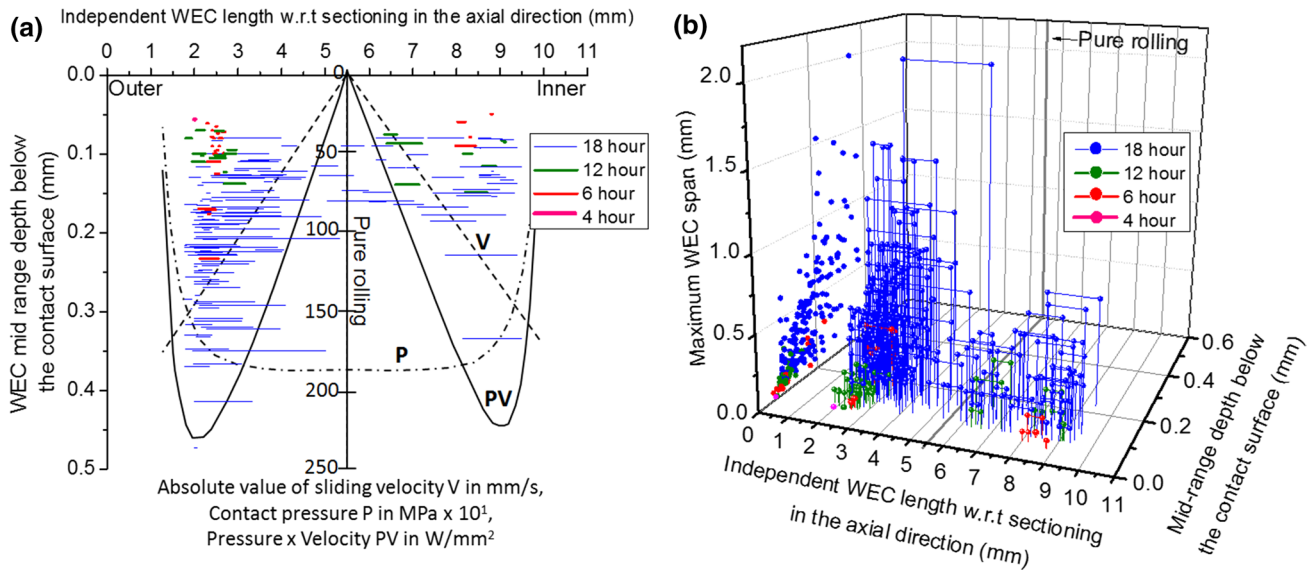 (a)
Independent WEC length w.r.t sectioning in the axial direction (mm)
0 1 2 3 4 5 6 7 8 9 10 11
Outer
Inner
WEC mid range depth below
the contact surface (mm)
0.0
0.1
0.2
0.3
0.4
0.5
0
50
100
150
200
250
Pure rolling
V
P
PV
18 hour
12 hour
6 hour
4 hour
Absolute value of sliding velocity V in mm/s,
Contact pressure P in MPa x 10¹,
Pressure x Velocity PV in W/mm²
(b)
Pure rolling
Maximum WEC span (mm)
2.0
1.5
1.0
0.5
0.0
18 hour
12 hour
6 hour
4 hour
0 1 2 3 4 5 6 7 8 9 10 11
Independent WEC length w.r.t sectioning
in the axial direction (mm)
0.6
0.4
0.2
0.0
Mid-range depth below
the contact surface (mm)